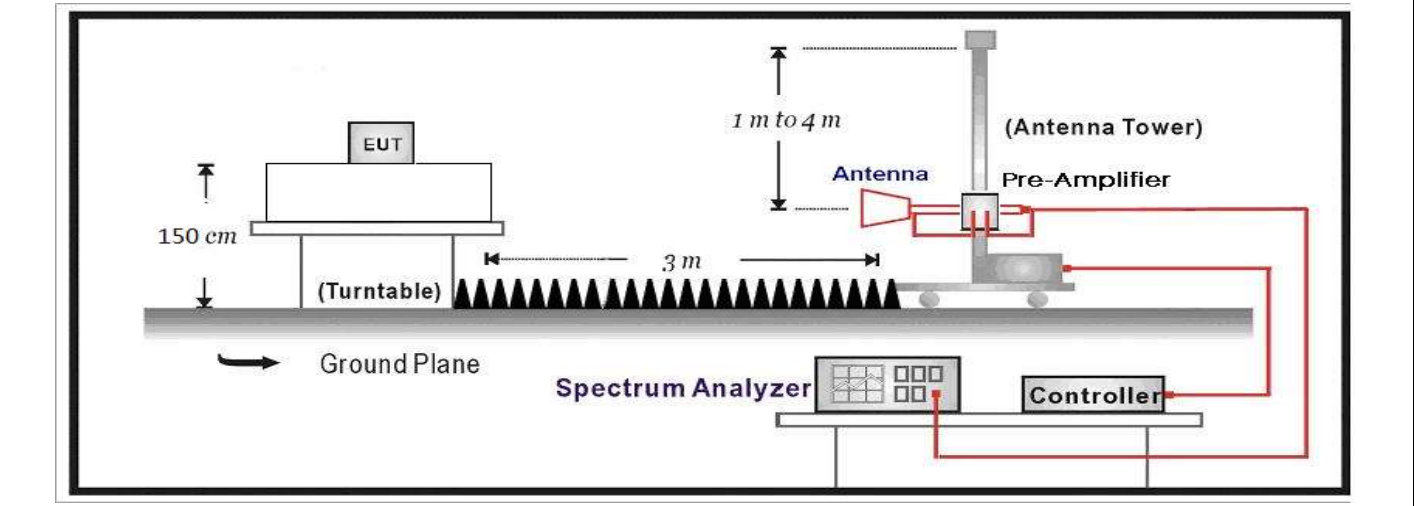 1 m to 4 m
(Antenna Tower)
EUT
Antenna
Pre-Amplifier
150 cm
3 m
(Turntable)
Ground Plane
Spectrum Analyzer
Controller